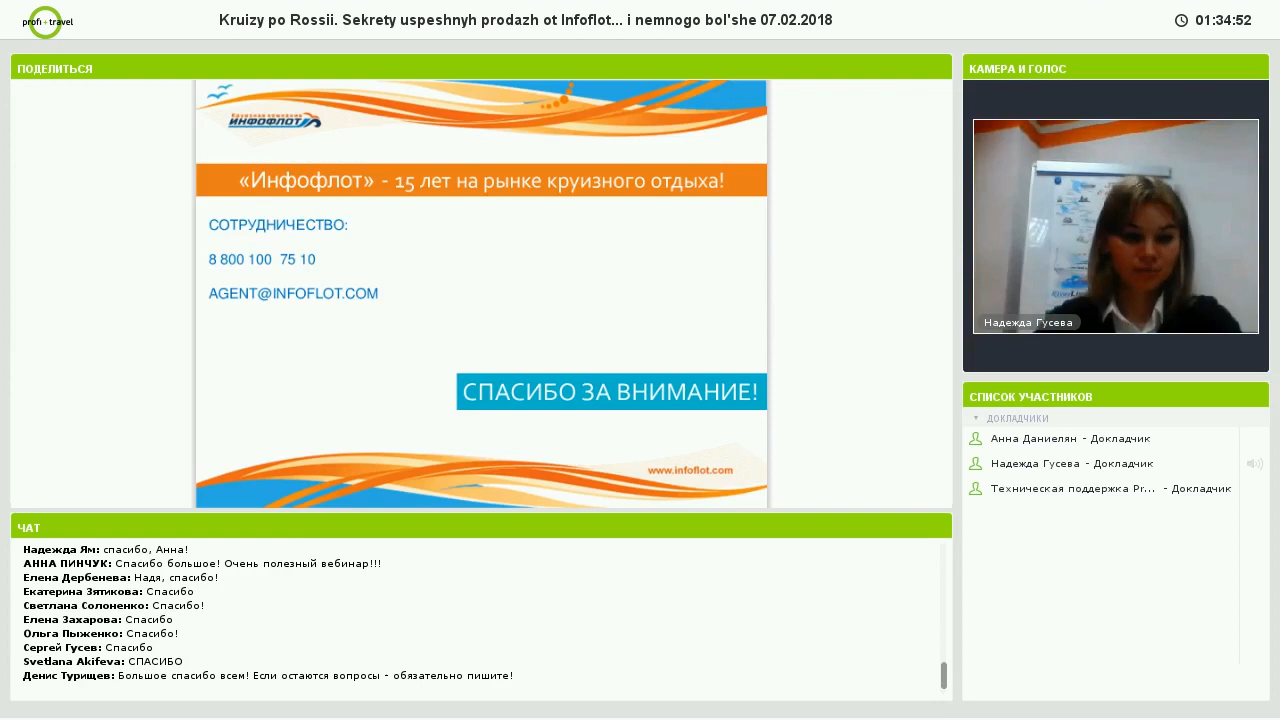 profi travel
Kruizy po Rossii. Sekrety uspeshnyh prodazh ot Infoflot... i nemnogo bol'she 07.02.2018
01:34:52
ПОДЕЛИТЬСЯ
Круизная компания
ИНФОФЛОТ
«Инфофлот» - 15 лет на рынке круизного отдыха!
СОТРУДНИЧЕСТВО:
8 800 100 75 10
AGENT@INFOFLOT.COM
СПАСИБО ЗА ВНИМАНИЕ!
www.infoflot.com
КАМЕРА И ГОЛОС
Надежда Гусева
СПИСОК УЧАСТНИКОВ
ДОКЛАДЧИКИ
Анна Даниелян - Докладчик
Надежда Гусева - Докладчик
Техническая поддержка Pr... - Докладчик
ЧАТ
Надежда Ям: спасибо, Анна!
АННА ПИНЧУК: Спасибо большое! Очень полезный вебинар!!!
Елена Дербенева: Надя, спасибо!
Екатерина Зятикова: Спасибо
Светлана Солоненко: Спасибо!
Елена Захарова: Спасибо
Ольга Пыженко: Спасибо!
Сергей Гусев: Спасибо
Svetlana Akifeva: СПАСИБО
Денис Турищев: Большое спасибо всем! Если остаются вопросы - обязательно пишите!